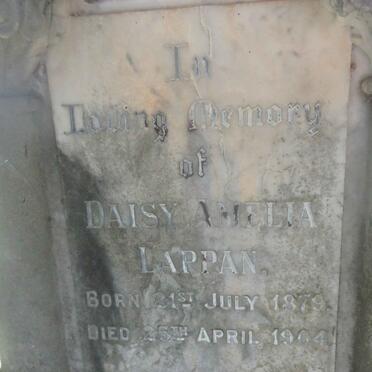 In
Loving Memory
of
DAISY AMELIA
LAPPAN.
BORN 21ST JULY 1879
DIED 25TH APRIL 1964